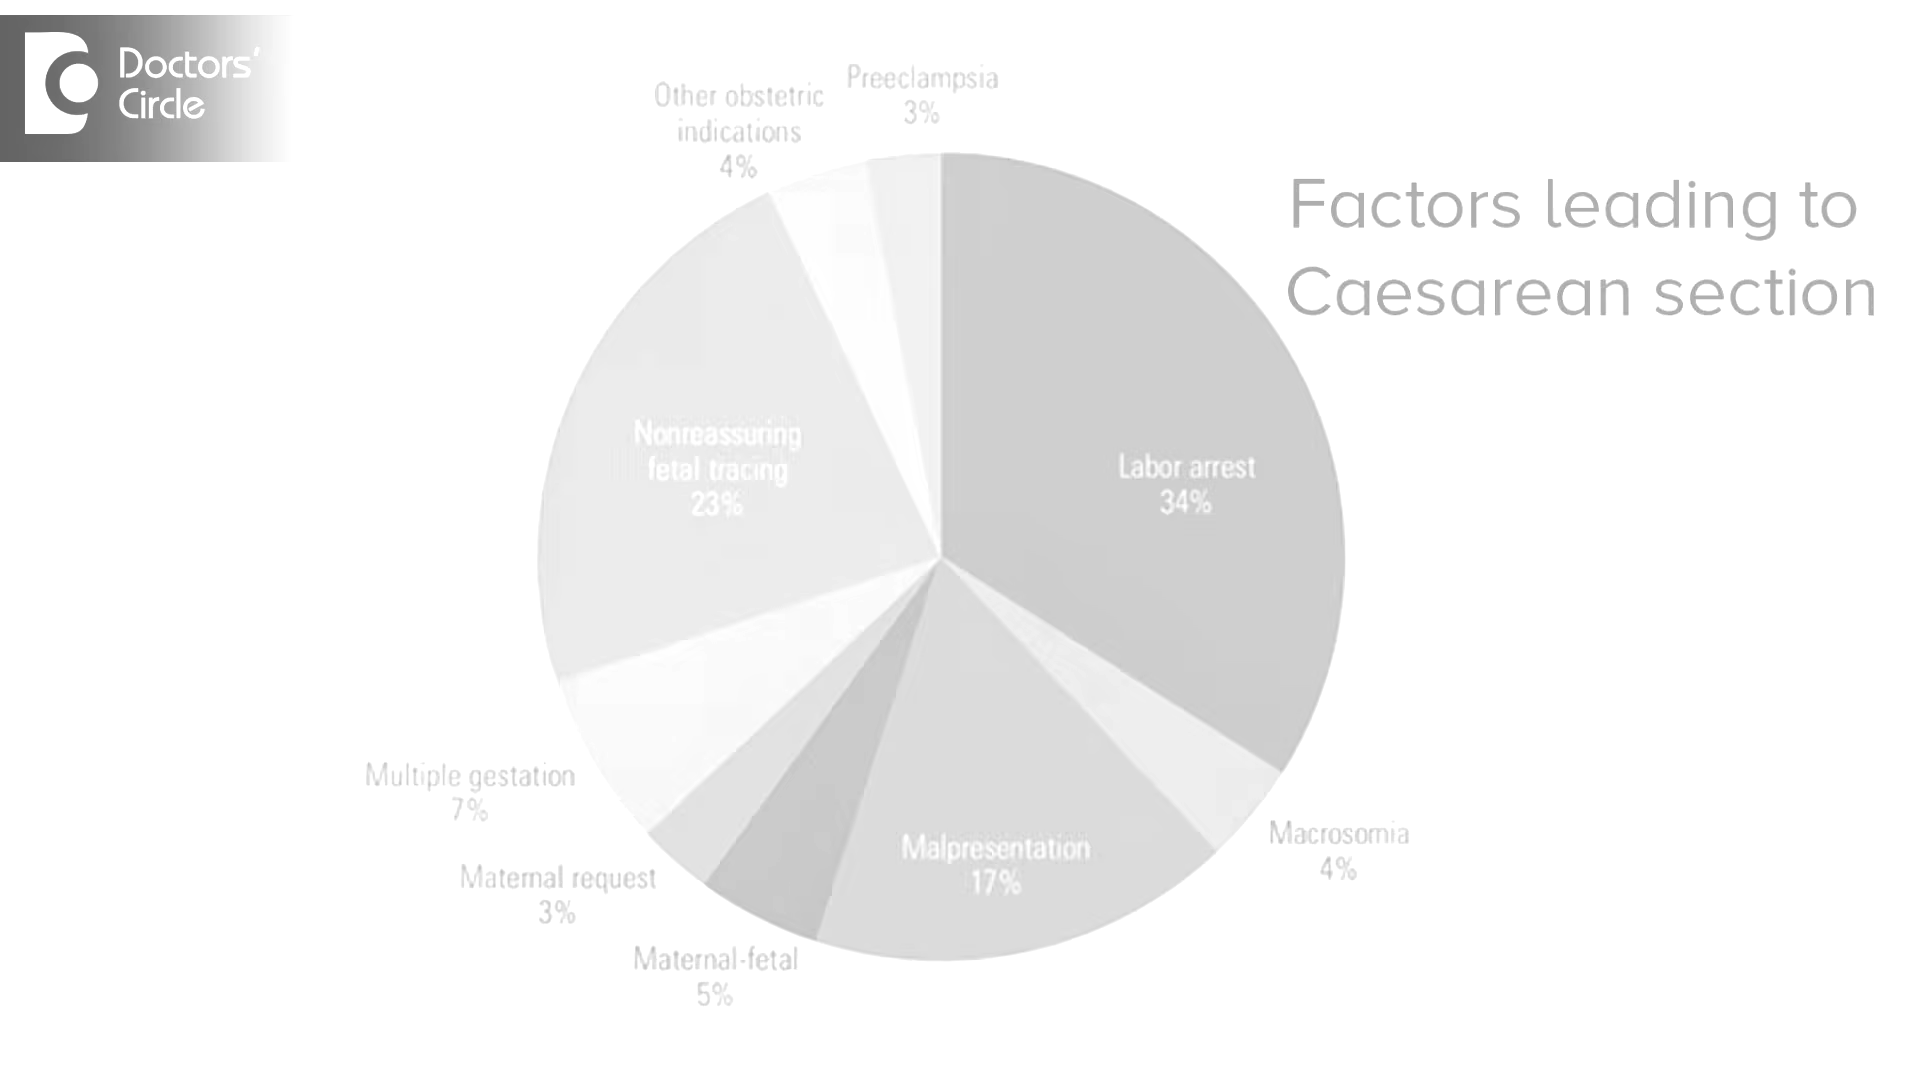 Doctors'
Circle
Factors leading to
Caesarean section
Preeclampsia
3%
Other obstetric
indications
4%
Nonreassuring
fetal tracing
23%
Labor arrest
34%
Multiple gestation
7%
Maternal request
3%
Maternal-fetal
5%
Malpresentation
17%
Macrosomia
4%